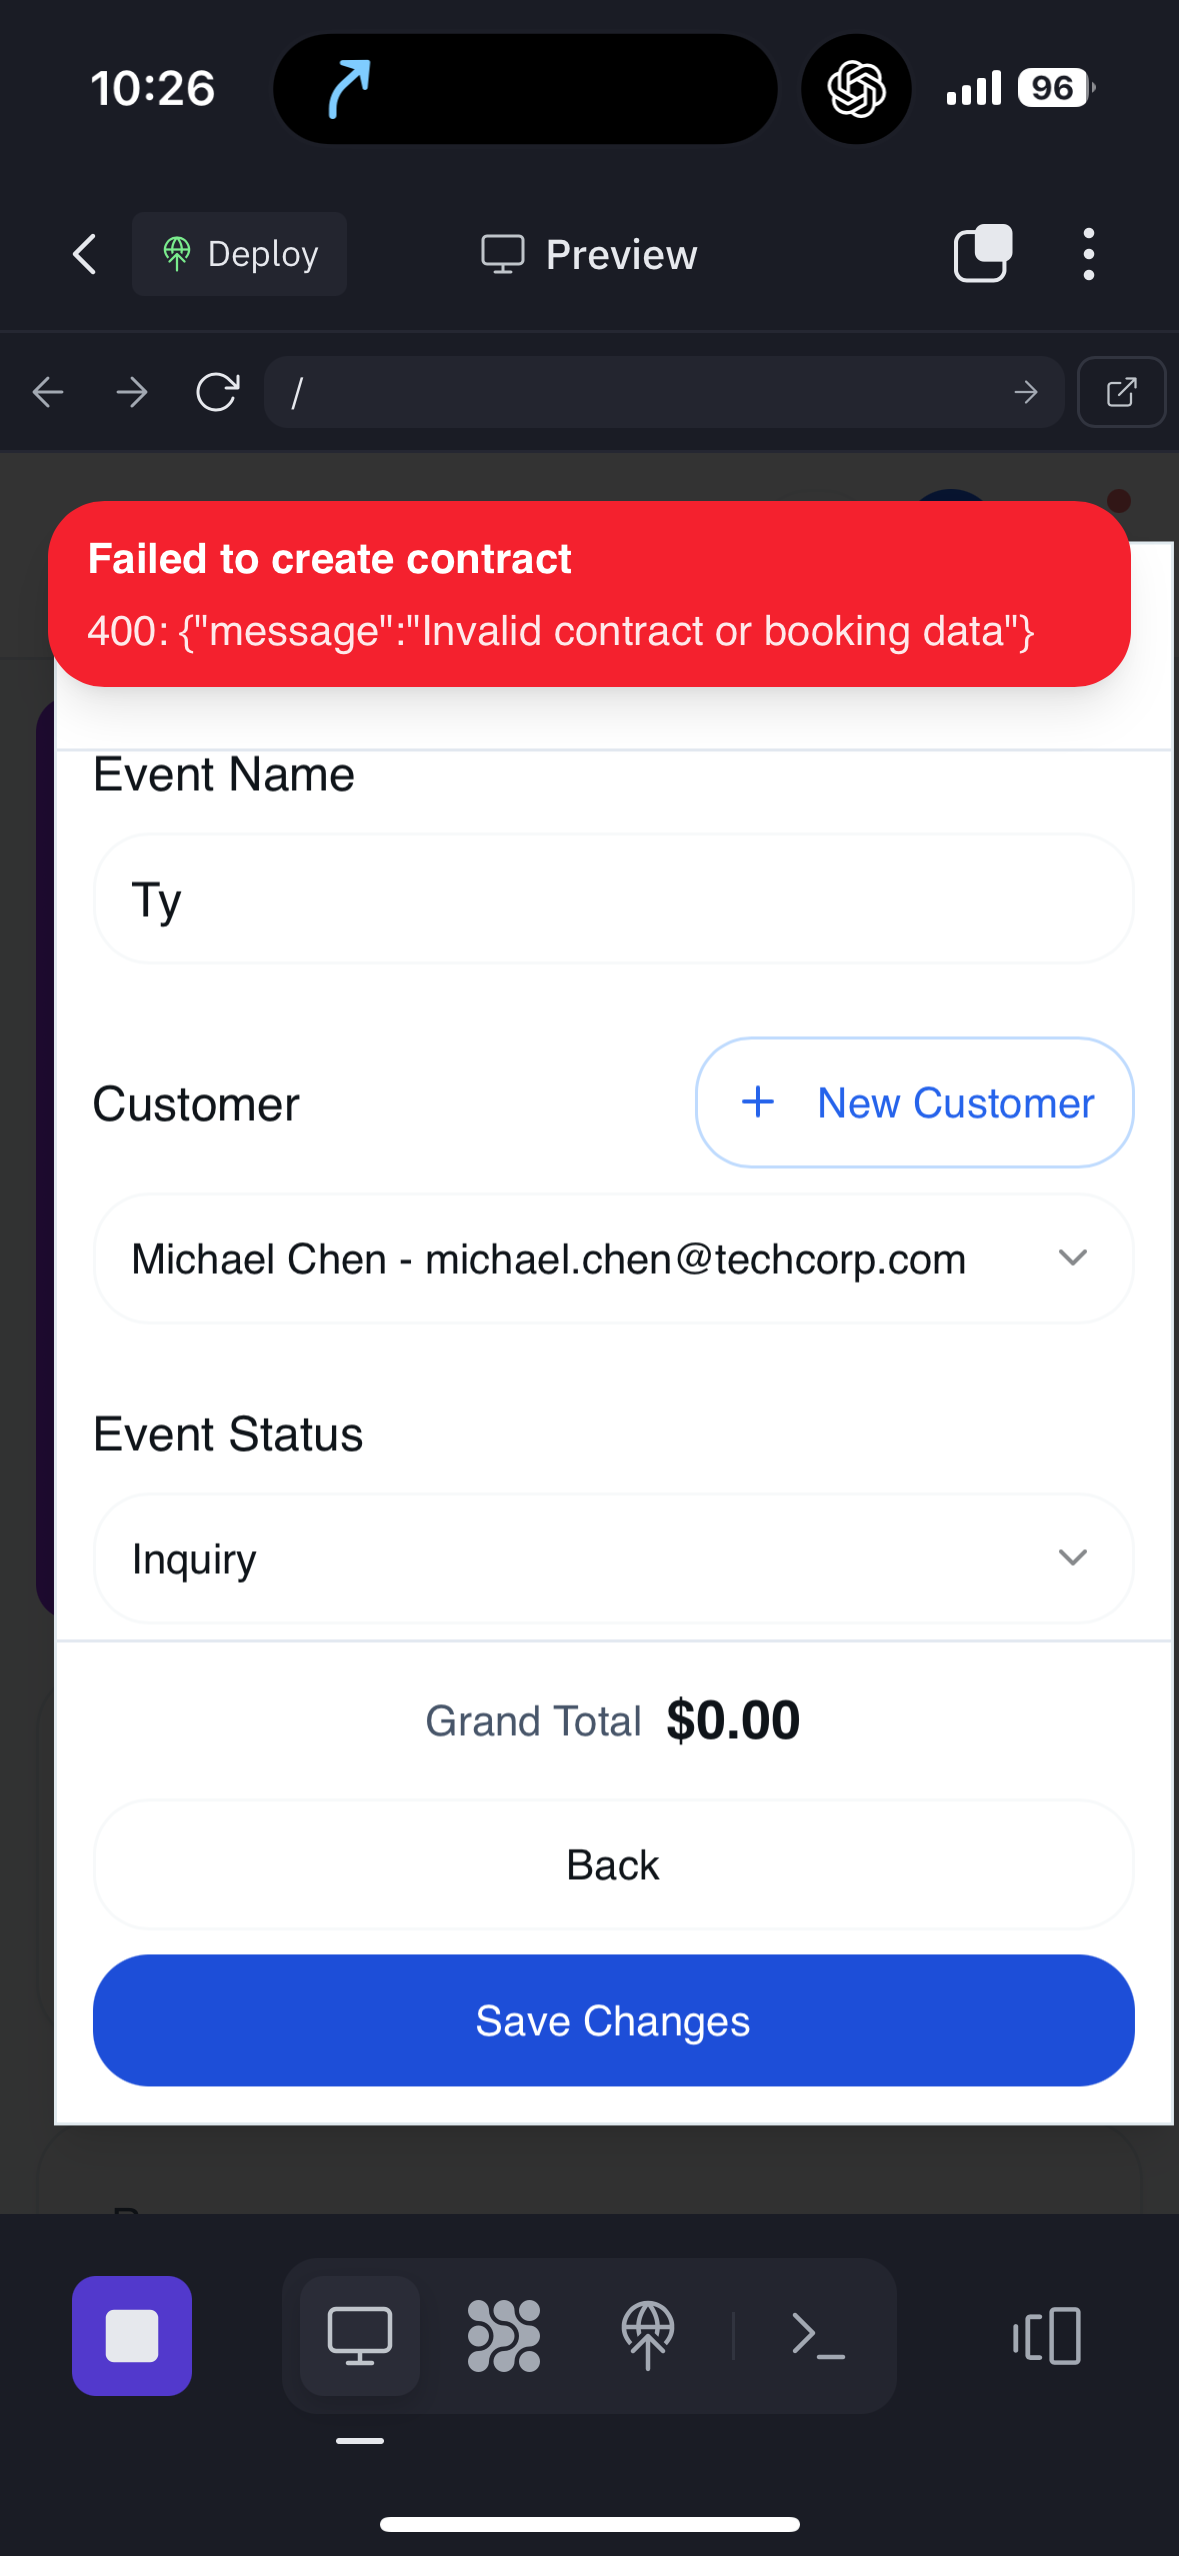 10:26
96
Deploy
Preview
/
Failed to create contract
400: {"message":"Invalid contract or booking data"}
Event Name
Ty
Customer
+ New Customer
Michael Chen - michael.chen@techcorp.com
Event Status
Inquiry
Grand Total $0.00
Back
Save Changes